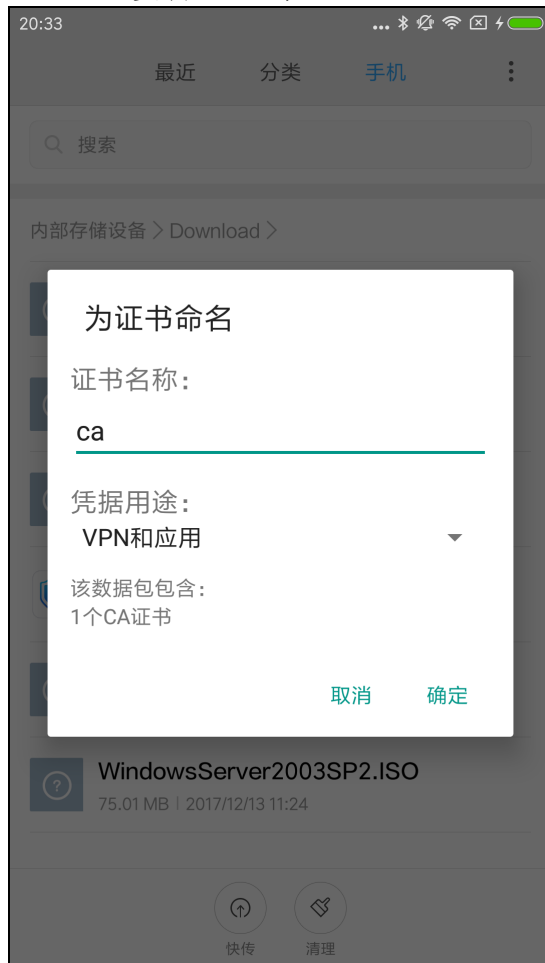 20:33
最近 分类 手机
搜索
内部存储设备 > Download >
为证书命名
证书名称：
ca
凭据用途：
VPN和应用
该数据包包含：
1个CA证书
取消 确定
WindowsServer2003SP2.ISO
75.01 MB | 2017/12/13 11:24
快传 清理